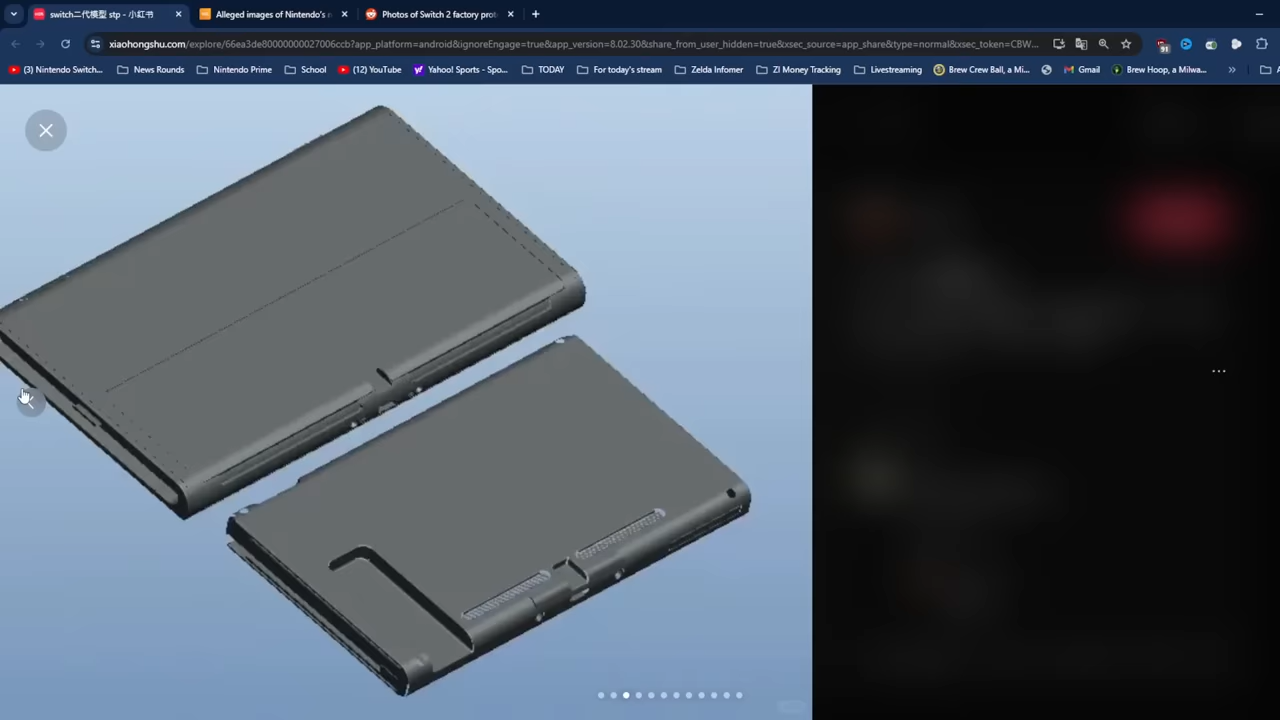 switch二代模型 stp - 小红书
Alleged images of Nintendo's n
Photos of Switch 2 factory prot
xiaohongshu.com/explore/66ea3de80000000027006ccb?app_platform=android&ignoreEngage=true&app_version=8.02.30&share_from_user_hidden=true&xsec_source=app_share&type=normal&xsec_token=CBW...
91
(3) Nintendo Switch...
News Rounds
Nintendo Prime
School
(12) YouTube
Yahoo! Sports - Spo...
TODAY
For today's stream
Zelda Informer
ZI Money Tracking
Livestreaming
Brew Crew Ball, a Mi...
Gmail
Brew Hoop, a Milwa...